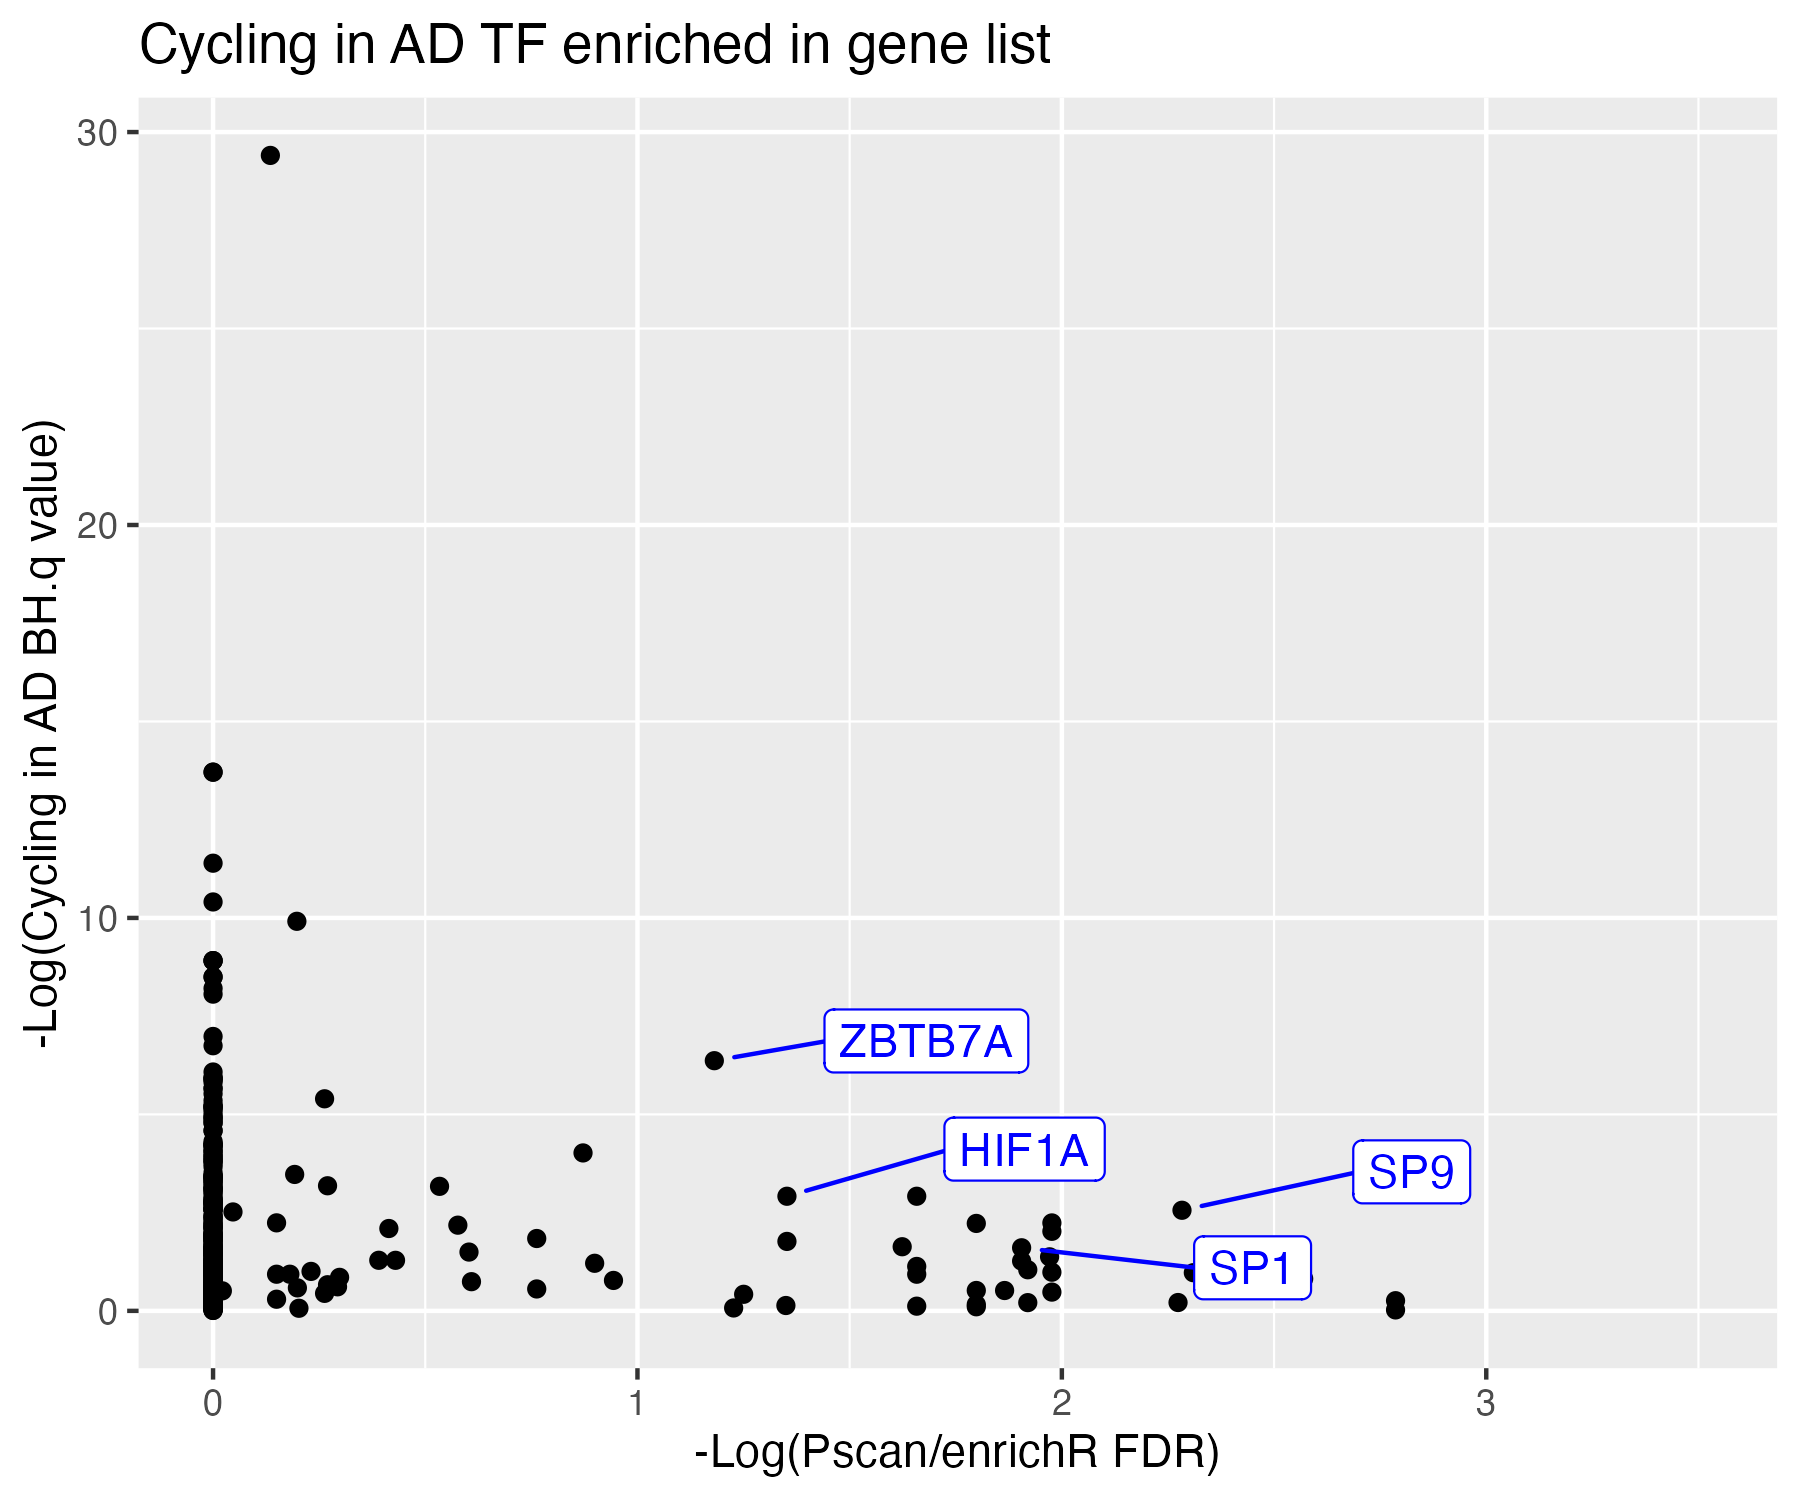 Cycling in AD TF enriched in gene list
-Log(Cycling in AD BH.q value)
30
20
10
0
ZBTB7A
HIF1A
SP9
SP1
0 1 2 3
-Log(Pscan/enrichR FDR)